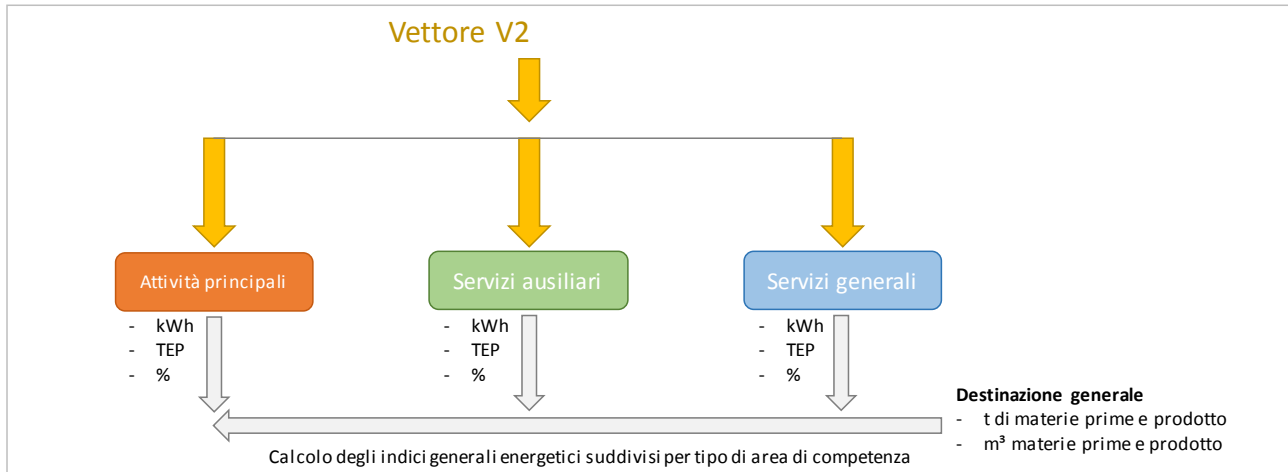 Vettore V2
Attività principali
Servizi ausiliari
Servizi generali
- kWh
- TEP
- %
- kWh
- TEP
- %
- kWh
- TEP
- %
Destinazione generale
- t di materie prime e prodotto
- m³ materie prime e prodotto
Calcolo degli indici generali energetici suddivisi per tipo di area di competenza